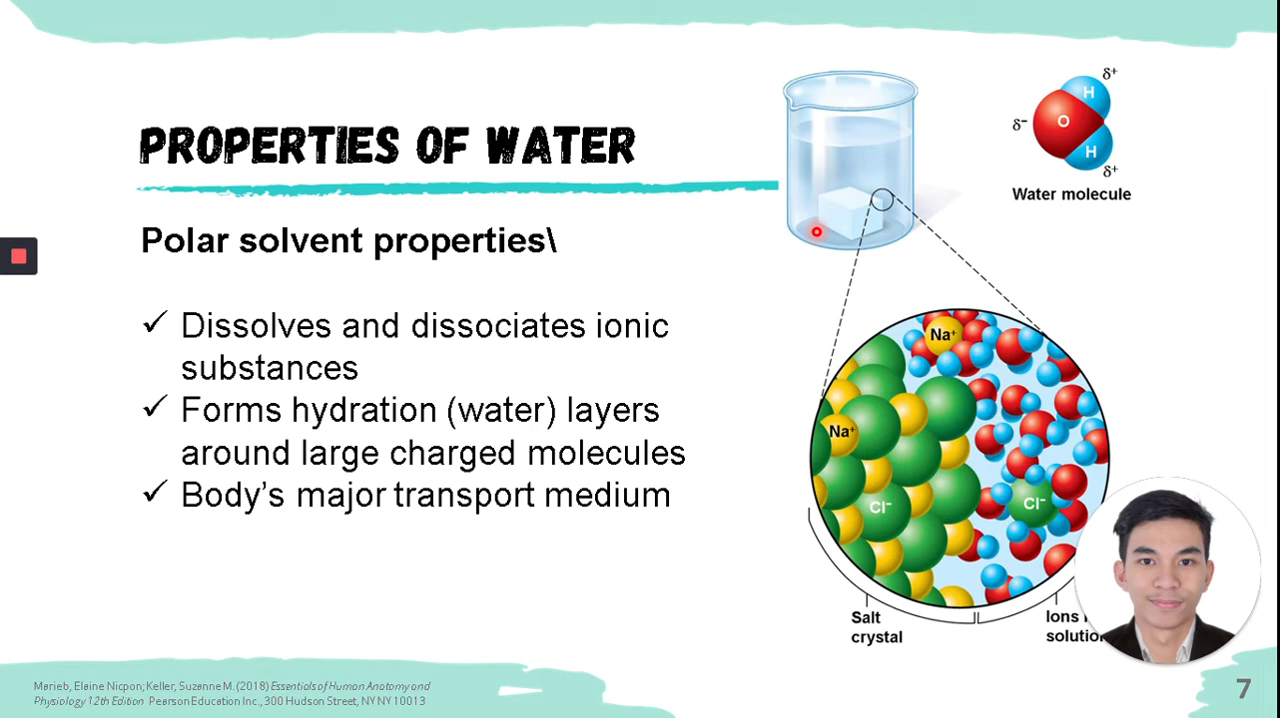 PROPERTIES OF WATER
Polar solvent properties\
✓ Dissolves and dissociates ionic
substances
✓ Forms hydration (water) layers
around large charged molecules
✓ Body’s major transport medium
δ+
H
δ-
O
H
δ+
Water molecule
Na+
Na+
Cl-
Cl-
Salt
crystal
Ions
Marieb, Elaine Nicpon; Keller, Suzanne M. (2018) Essentials of Human Anatomy and
Physiology 12th Edition Pearson Education Inc., 300 Hudson Street, NY NY 10013
7